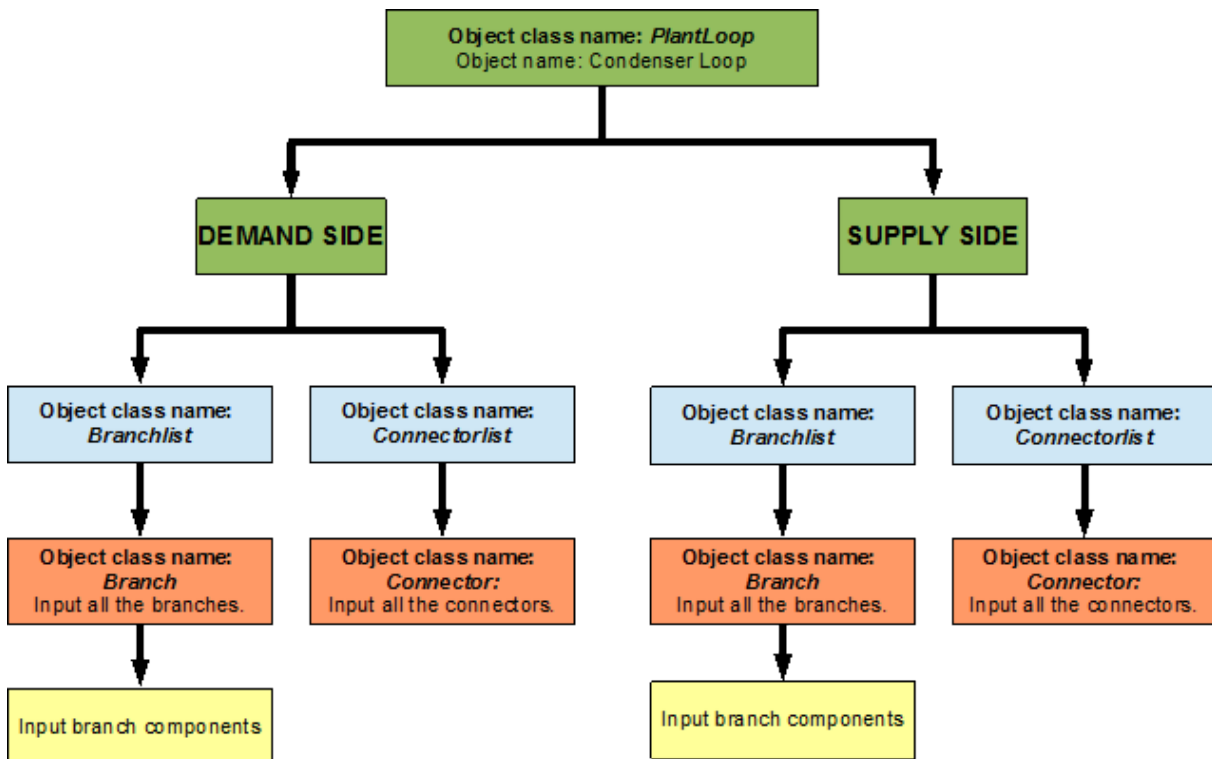 Object class name: PlantLoop
Object name: Condenser Loop
DEMAND SIDE
SUPPLY SIDE
Object class name:
Branchlist
Object class name:
Connectorlist
Object class name:
Branchlist
Object class name:
Connectorlist
Object class name:
Branch
Input all the branches.
Object class name:
Connector:
Input all the connectors.
Object class name:
Branch
Input all the branches.
Object class name:
Connector:
Input all the connectors.
Input branch components
Input branch components